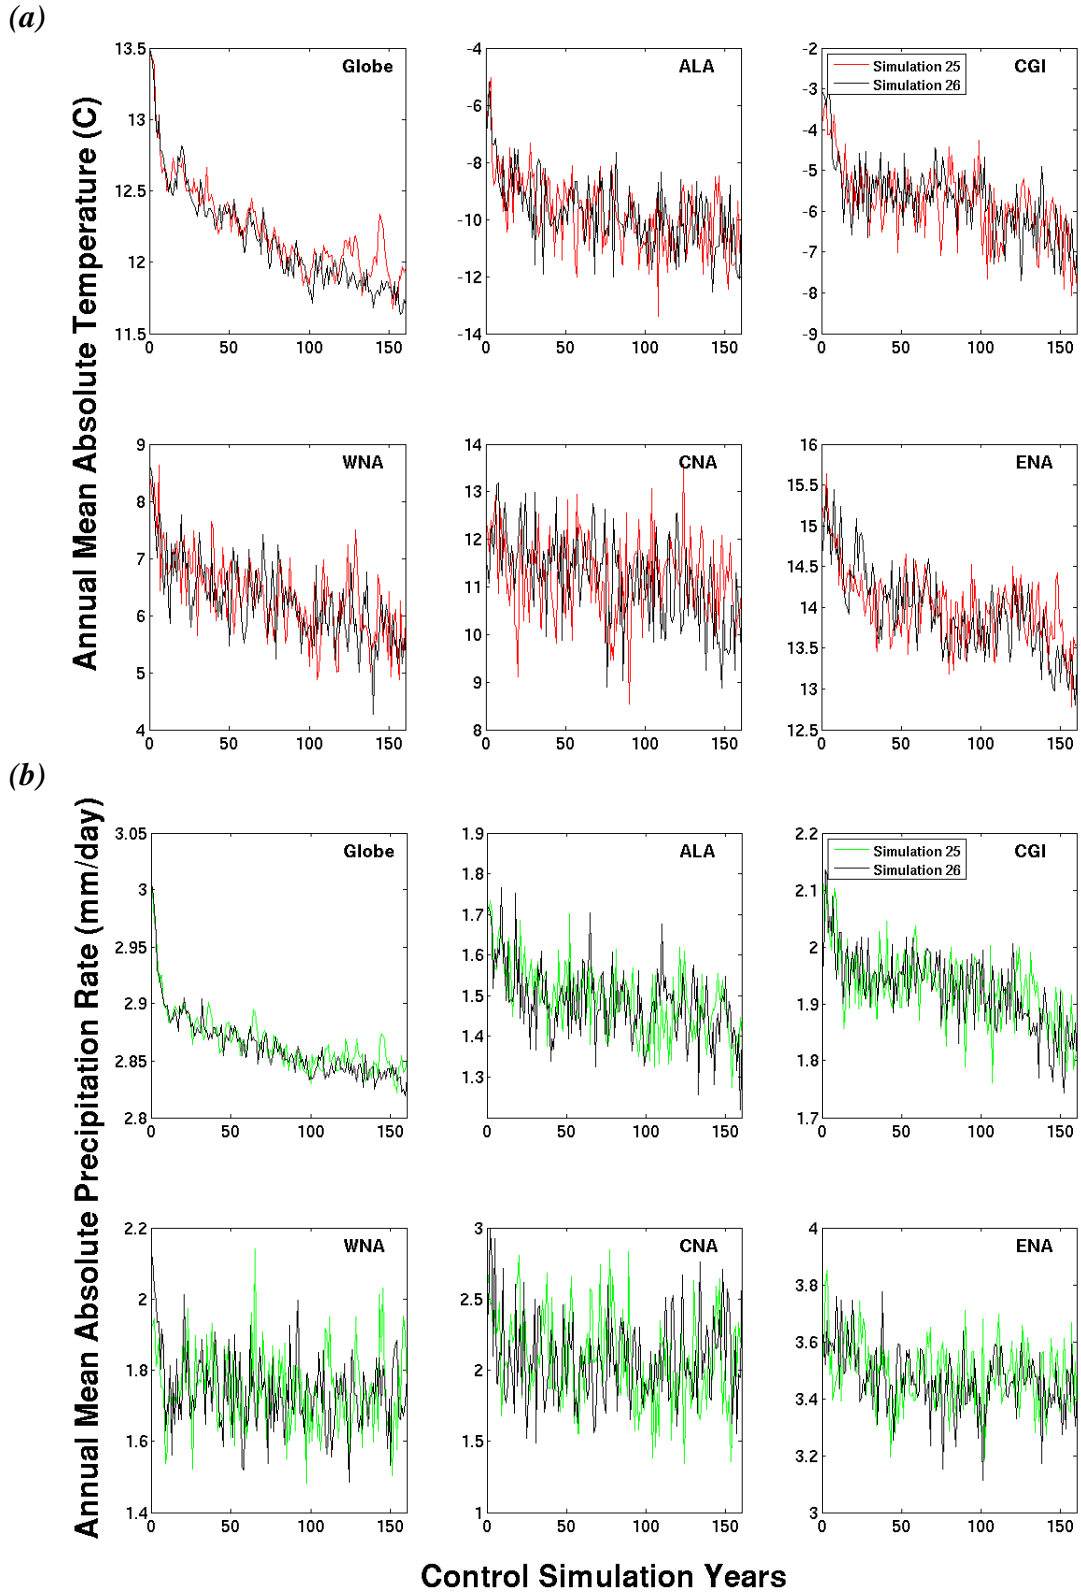 (a)
Annual Mean Absolute Temperature (C)
Globe
13.5
13
12.5
12
11.5
0 50 100 150
ALA
-4
-6
-8
-10
-12
-14
0 50 100 150
CGI
Simulation 25
Simulation 26
-2
-3
-4
-5
-6
-7
-8
-9
0 50 100 150
WNA
9
8
7
6
5
4
0 50 100 150
CNA
14
13
12
11
10
9
8
0 50 100 150
ENA
16
15.5
15
14.5
14
13.5
13
12.5
0 50 100 150
(b)
Annual Mean Absolute Precipitation Rate (mm/day)
Globe
3.05
3
2.95
2.9
2.85
2.8
0 50 100 150
ALA
1.9
1.8
1.7
1.6
1.5
1.4
1.3
0 50 100 150
CGI
Simulation 25
Simulation 26
2.2
2.1
2
1.9
1.8
1.7
0 50 100 150
WNA
2.2
2
1.8
1.6
1.4
0 50 100 150
CNA
3
2.5
2
1.5
1
0 50 100 150
ENA
4
3.8
3.6
3.4
3.2
3
0 50 100 150
Control Simulation Years